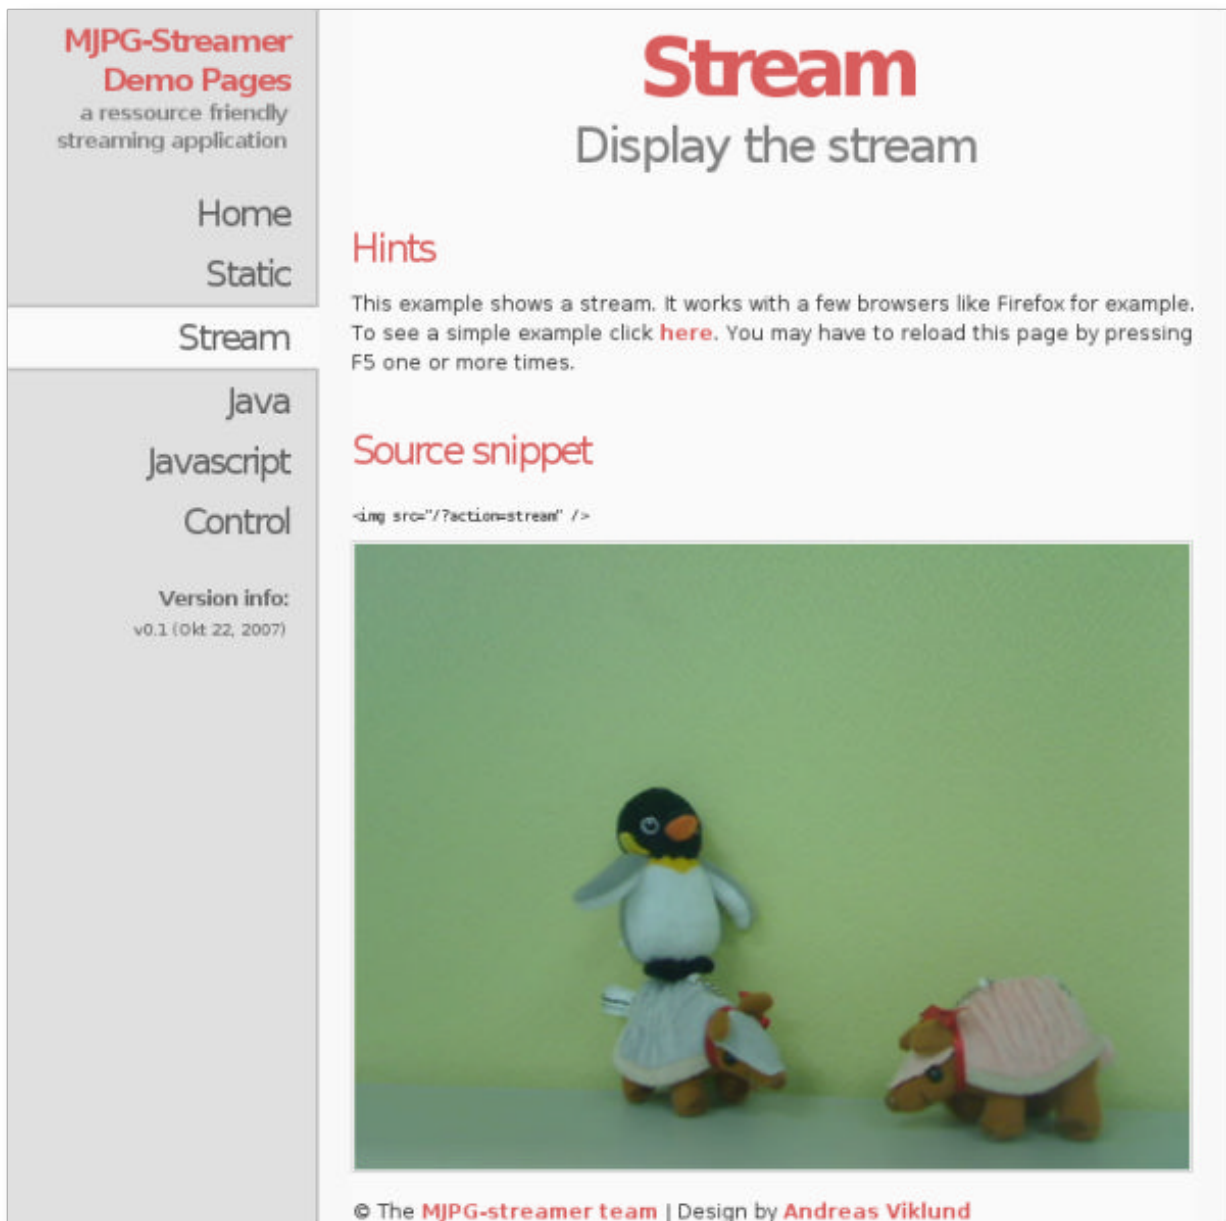 MJPG-Streamer
Demo Pages
a ressource friendly
streaming application
Home
Static
Stream
Java
Javascript
Control
Version info:
v0.1 (Okt 22, 2007)
Stream
Display the stream
Hints
This example shows a stream. It works with a few browsers like Firefox for example.
To see a simple example click here. You may have to reload this page by pressing
F5 one or more times.
Source snippet
<img src="/?action=stream" />
© The MJPG-streamer team | Design by Andreas Viklund